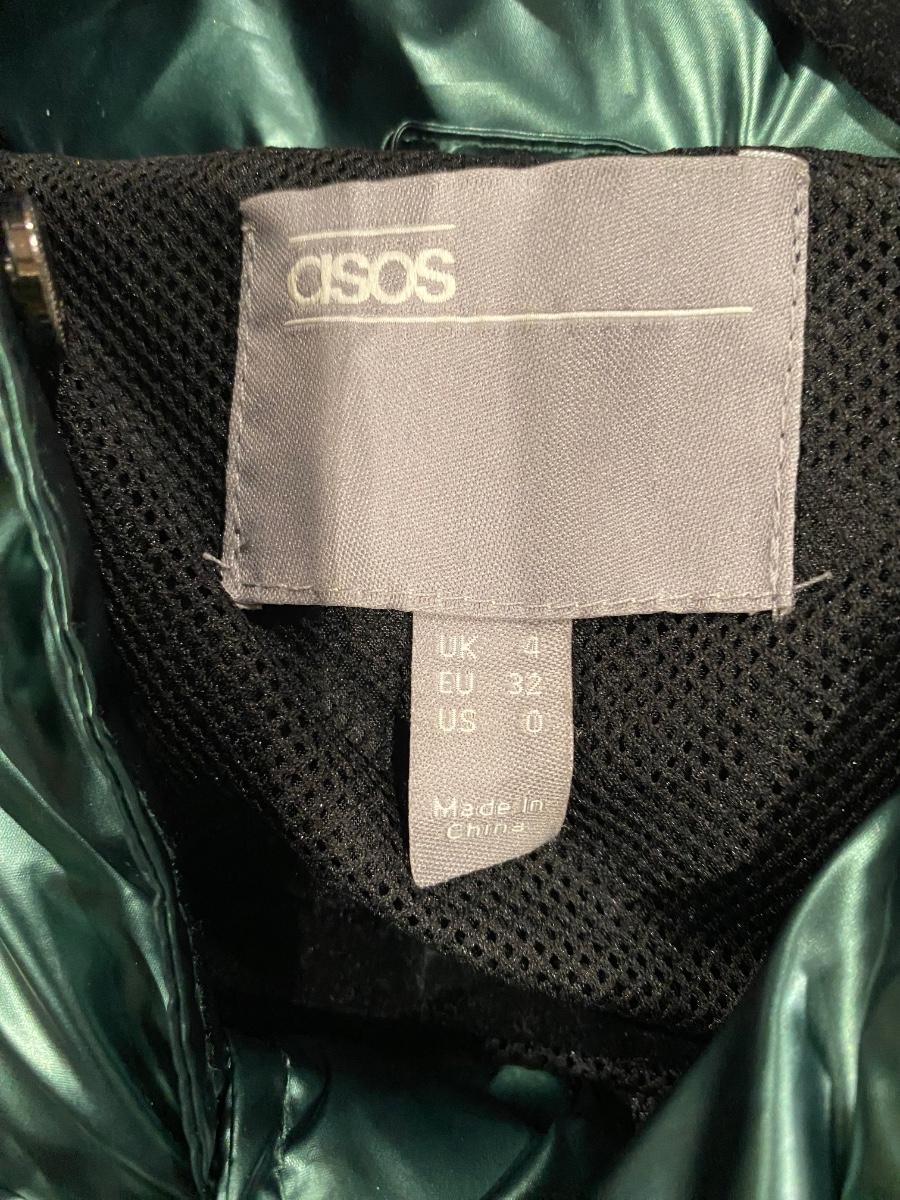 asos
UK 4
EU 32
US 0
Made In
China